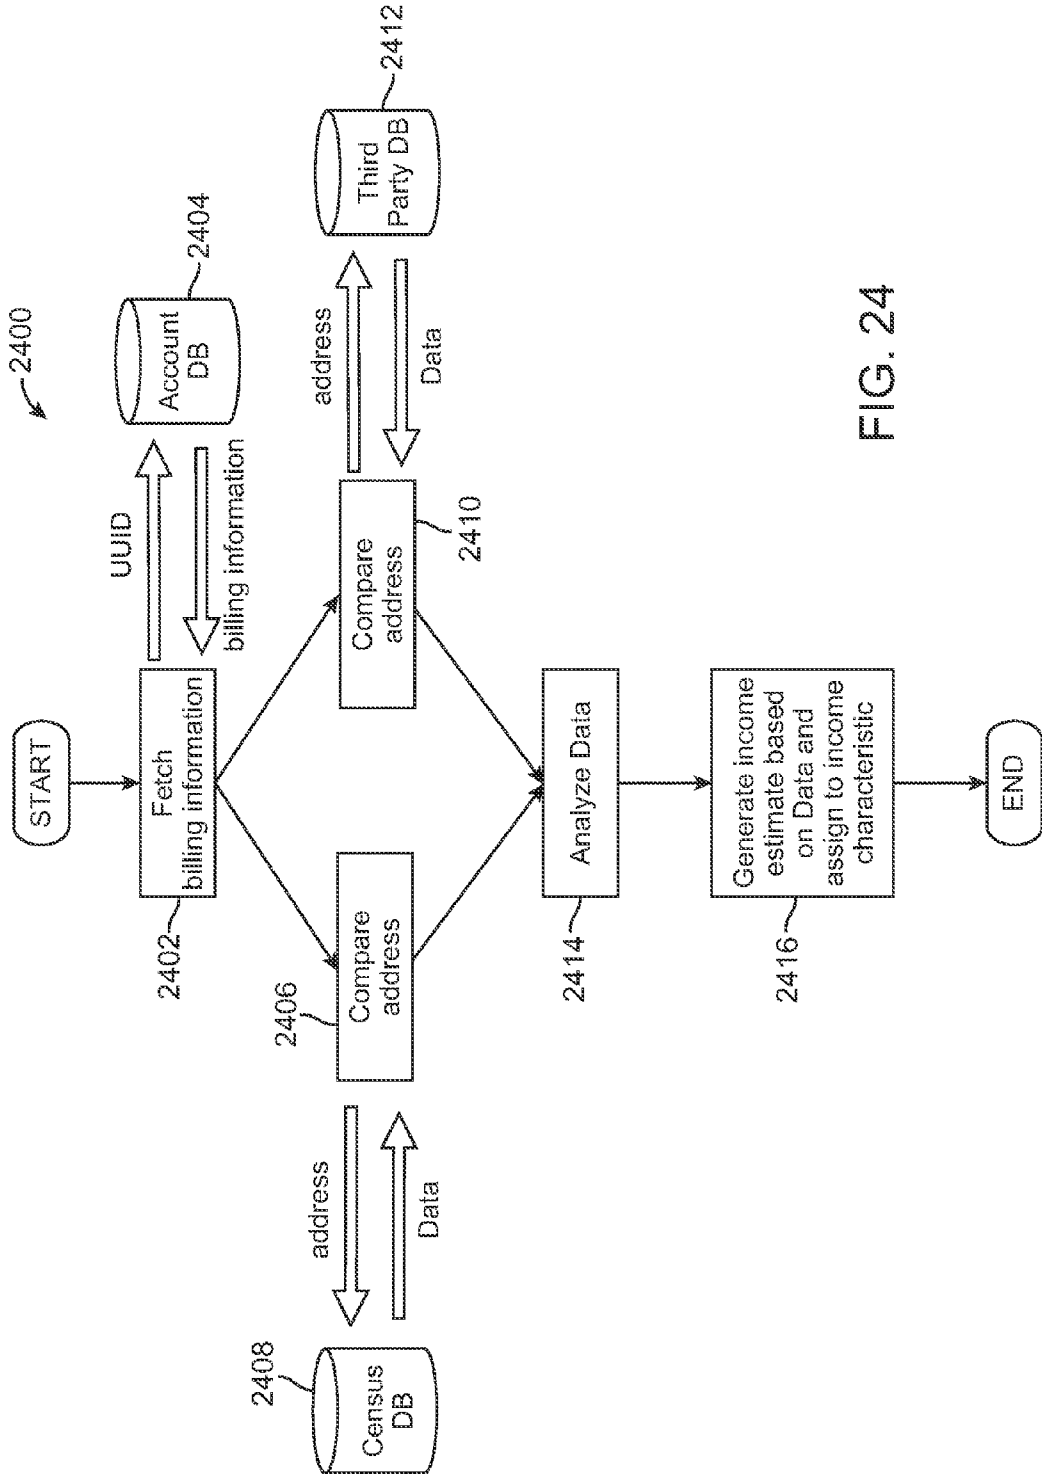 2400
START
UUID
Account
DB
2404
Fetch
billing information
2402
billing information
2406
Compare
address
address
Data
2408
Census
DB
Compare
address
2410
address
Data
Third
Party DB
2412
Analyze Data
2414
Generate income
estimate based
on Data and
assign to income
characteristic
2416
END
FIG. 24